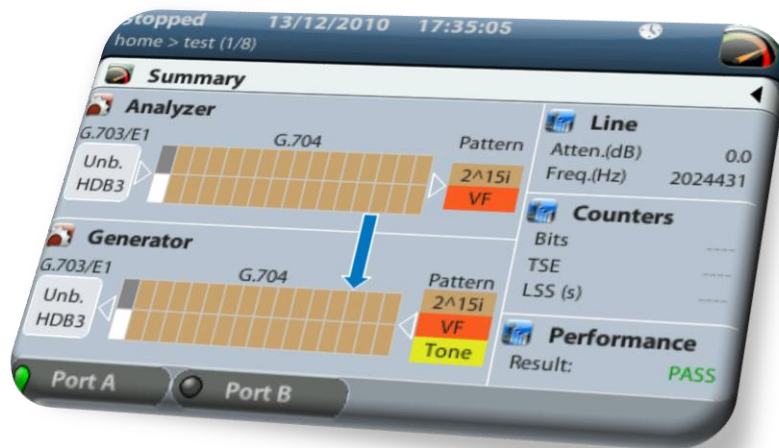 Stopped 13/12/2010 17:35:05
home > test (1/8)
Summary
Analyzer
G.703/E1 G.704 Pattern
Unb.
HDB3
2^15i
VF
Generator
G.703/E1 G.704 Pattern
Unb.
HDB3
2^15i
VF
Tone
Line
Atten.(dB) 0.0
Freq.(Hz) 2024431
Counters
Bits ----
TSE ----
LSS (s) ----
Performance
Result: PASS
Port A Port B